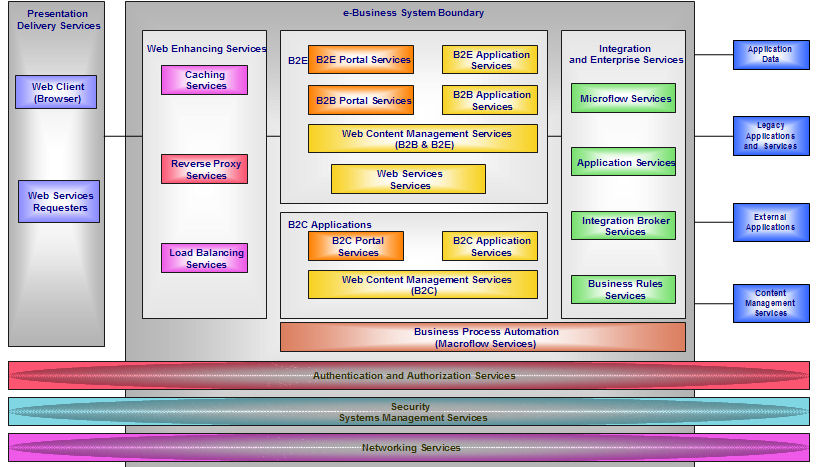 Presentation
Delivery Services
Web Client
(Browser)
Web Services
Requesters
e-Business System Boundary
Web Enhancing Services
Caching
Services
Reverse Proxy
Services
Load Balancing
Services
B2E
B2E Portal Services
B2E Application
Services
B2B Portal Services
B2B Application
Services
Web Content Management Services
(B2B & B2E)
Web Services
Services
B2C Applications
B2C Portal
Services
B2C Application
Services
Web Content Management Services
(B2C)
Integration
and Enterprise Services
Microflow Services
Application Services
Integration Broker
Services
Business Rules
Services
Business Process Automation
(Macroflow Services)
Application
Data
Legacy
Applications
and Services
External
Applications
Content
Management
Services
Authentication and Authorization Services
Security
Systems Management Services
Networking Services